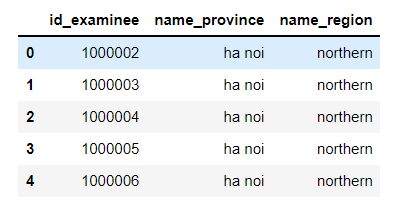 id_examinee name_province name_region
0 1000002 ha noi northern
1 1000003 ha noi northern
2 1000004 ha noi northern
3 1000005 ha noi northern
4 1000006 ha noi northern